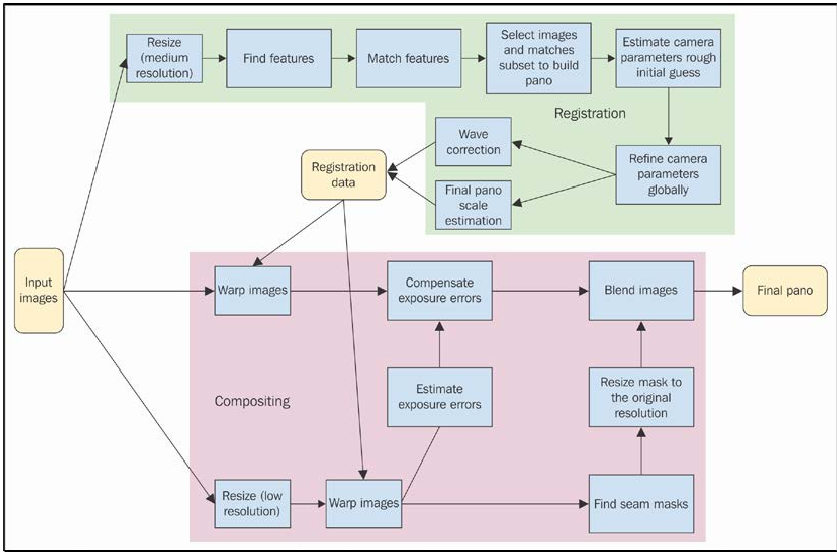 Resize
(medium
resolution)
Find features
Match features
Select images
and matches
subset to build
pano
Estimate camera
parameters rough
initial guess
Registration
Wave
correction
Refine camera
parameters
globally
Registration
data
Final pano
scale
estimation
Input
images
Warp images
Compensate
exposure errors
Blend images
Final pano
Compositing
Estimate
exposure errors
Resize mask to
the original
resolution
Resize (low
resolution)
Warp images
Find seam masks